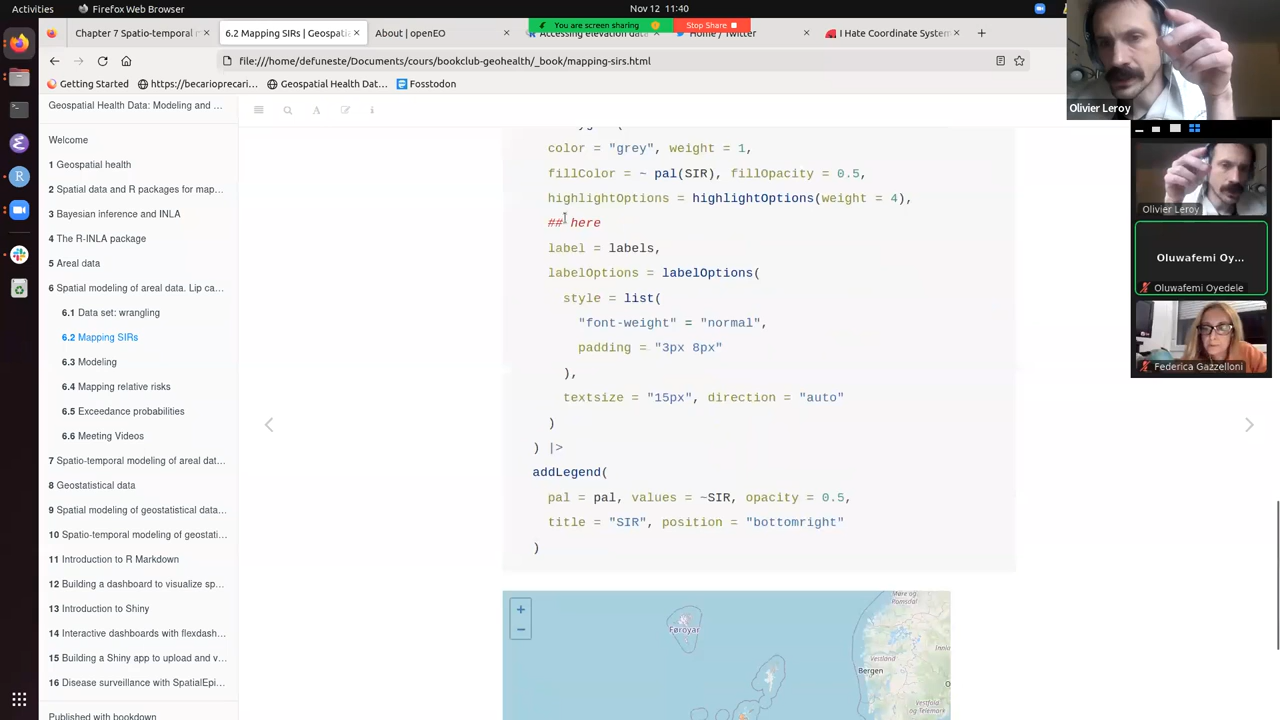 Activities
Firefox Web Browser
Nov 12 11:40
You are screen sharing
Stop Share
Chapter 7 Spatio-temporal m
6.2 Mapping SIRs | Geospatia
About | openEO
Accessing elevation data
Home / Twitter
I Hate Coordinate System
file:///home/defuneste/Documents/cours/bookclub-geohealth/_book/mapping-sirs.html
Getting Started
https://becarioprecari...
Geospatial Health Dat...
Fosstodon
Geospatial Health Data: Modeling and ...
Welcome
1 Geospatial health
2 Spatial data and R packages for map...
3 Bayesian inference and INLA
4 The R-INLA package
5 Areal data
6 Spatial modeling of areal data. Lip ca...
6.1 Data set: wrangling
6.2 Mapping SIRs
6.3 Modeling
6.4 Mapping relative risks
6.5 Exceedance probabilities
6.6 Meeting Videos
7 Spatio-temporal modeling of areal dat...
8 Geostatistical data
9 Spatial modeling of geostatistical data...
10 Spatio-temporal modeling of geostati...
11 Introduction to R Markdown
12 Building a dashboard to visualize sp...
13 Introduction to Shiny
14 Interactive dashboards with flexdash...
15 Building a Shiny app to upload and v...
16 Disease surveillance with SpatialEpi...
Published with bookdown
color = "grey", weight = 1,
fillColor = ~ pal(SIR), fillOpacity = 0.5,
highlightOptions = highlightOptions(weight = 4),
## here
label = labels,
labelOptions = labelOptions(
style = list(
"font-weight" = "normal",
padding = "3px 8px"
),
textsize = "15px", direction = "auto"
)
) |>
addLegend(
pal = pal, values = ~SIR, opacity = 0.5,
title = "SIR", position = "bottomright"
)
+
−
Føroyar
Møre og
Romsdal
Vestland
Bergen
Vestfold
og Telemark
Olivier Leroy
Olivier Leroy
Oluwafemi Oy...
Oluwafemi Oyedele
Federica Gazzelloni